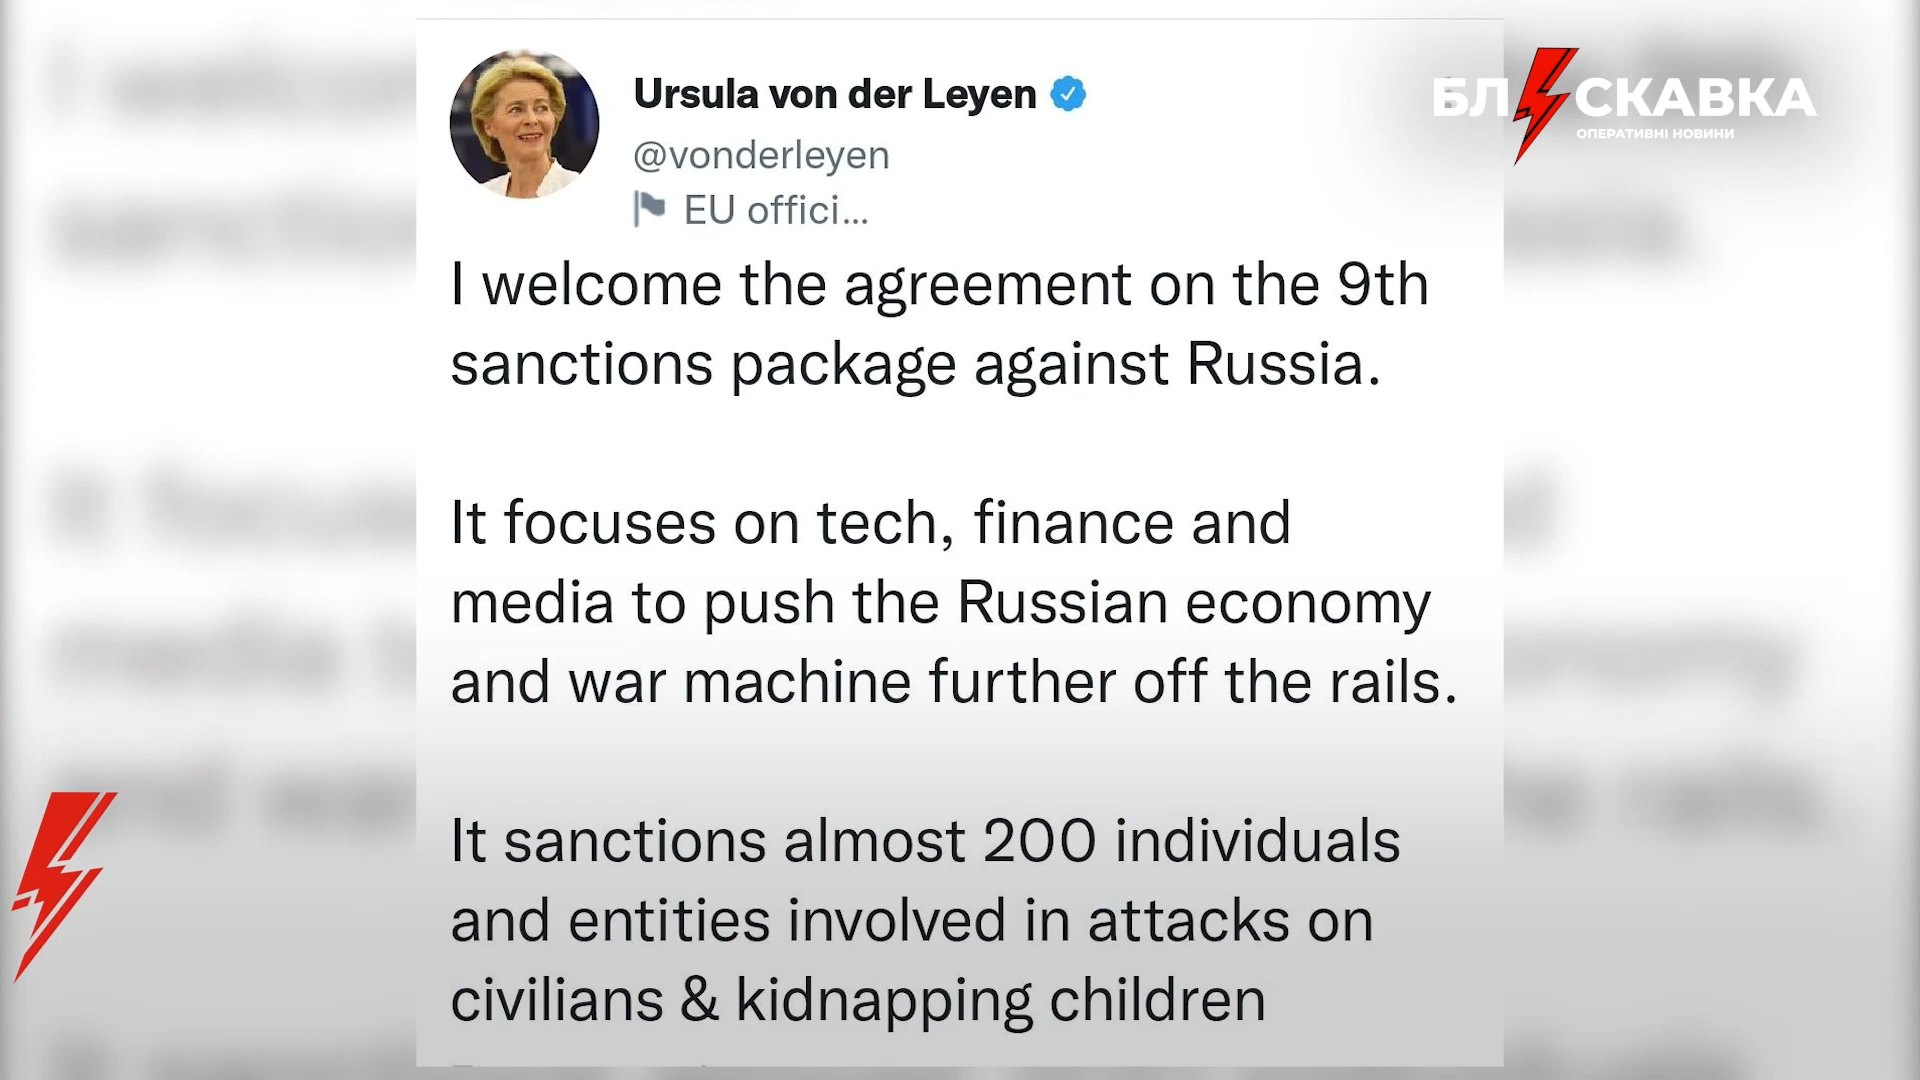 Ursula von der Leyen
@vonderleyen
EU offici...
I welcome the agreement on the 9th
sanctions package against Russia.
It focuses on tech, finance and
media to push the Russian economy
and war machine further off the rails.
It sanctions almost 200 individuals
and entities involved in attacks on
civilians & kidnapping children
БЛИСКАВКА
ОПЕРАТИВНІ НОВИНИ